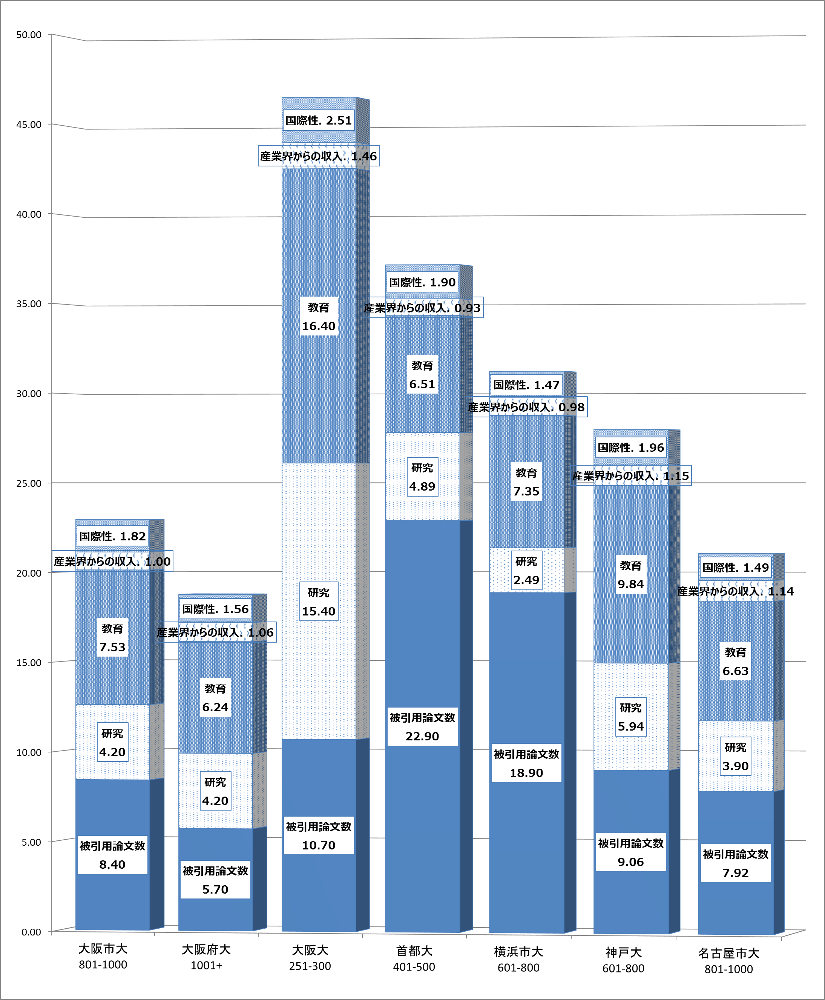 50.00
45.00
40.00
35.00
30.00
25.00
20.00
15.00
10.00
5.00
0.00
国際性. 1.82
産業界からの収入. 1.00
教育
7.53
研究
4.20
被引用論文数
8.40
大阪市大
801-1000
国際性. 1.56
産業界からの収入. 1.06
教育
6.24
研究
4.20
被引用論文数
5.70
大阪府大
1001+
国際性. 2.51
産業界からの収入. 1.46
教育
16.40
研究
15.40
被引用論文数
10.70
大阪大
251-300
国際性. 1.90
産業界からの収入. 0.93
教育
6.51
研究
4.89
被引用論文数
22.90
首都大
401-500
国際性. 1.47
産業界からの収入. 0.98
教育
7.35
研究
2.49
被引用論文数
18.90
横浜市大
601-800
国際性. 1.96
産業界からの収入. 1.15
教育
9.84
研究
5.94
被引用論文数
9.06
神戸大
601-800
国際性. 1.49
産業界からの収入. 1.14
教育
6.63
研究
3.90
被引用論文数
7.92
名古屋市大
801-1000